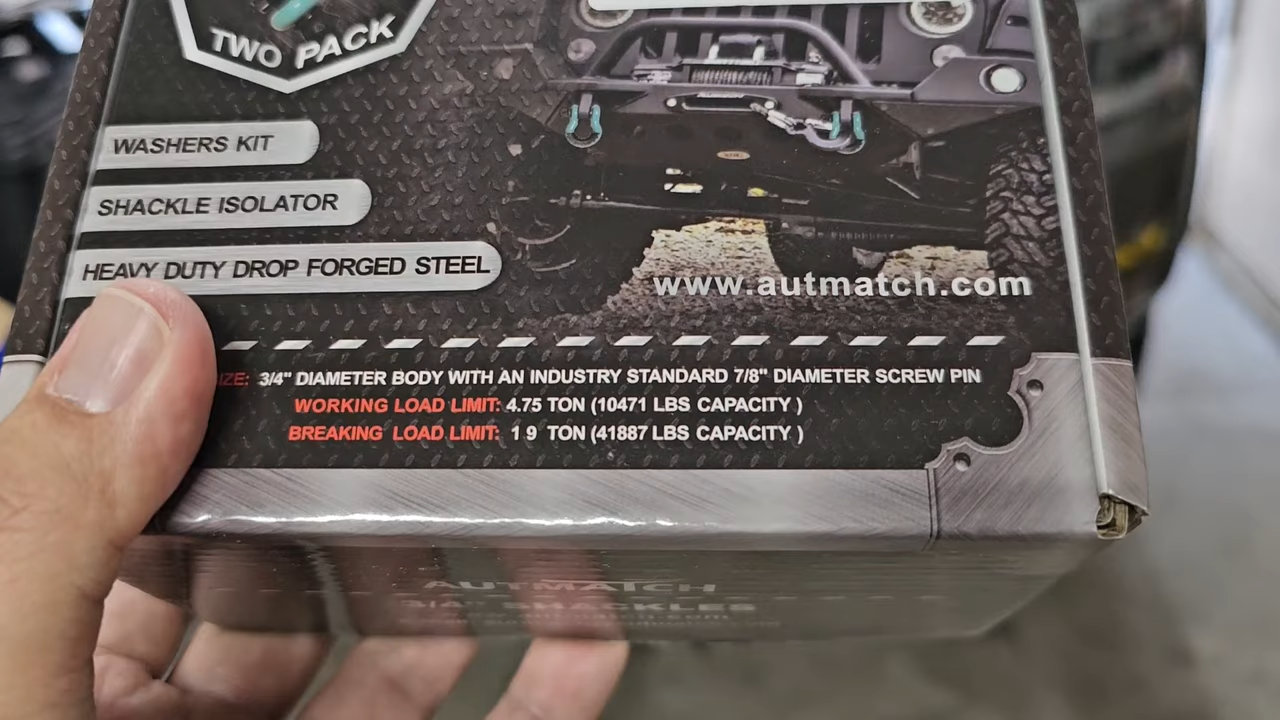 TWO PACK
WASHERS KIT
SHACKLE ISOLATOR
HEAVY DUTY DROP FORGED STEEL
www.autmatch.com
IZE: 3/4" DIAMETER BODY WITH AN INDUSTRY STANDARD 7/8" DIAMETER SCREW PIN
WORKING LOAD LIMIT: 4.75 TON (10471 LBS CAPACITY )
BREAKING LOAD LIMIT: 1 9 TON (41887 LBS CAPACITY )
AUTMATCH
3/4" SHACKLES